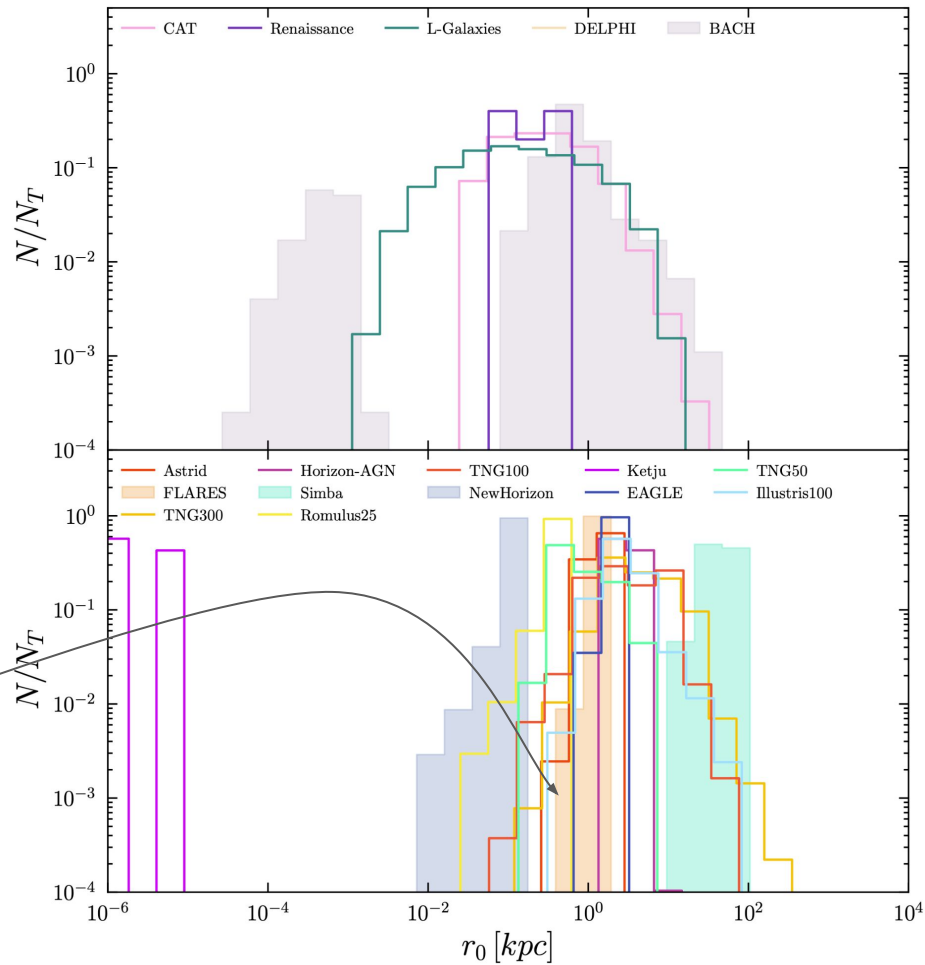 CAT Renaissance L-Galaxies DELPHI BACH
10^0
10^{-1}
10^{-2}
10^{-3}
10^{-4}
N/N_T
Astrid Horizon-AGN TNG100 Ketju TNG50
FLARES Simba NewHorizon EAGLE Illustris100
TNG300 Romulus25
10^0
10^{-1}
10^{-2}
10^{-3}
10^{-4}
N/N_T
10^{-6} 10^{-4} 10^{-2} 10^0 10^2 10^4
r_0 [kpc]